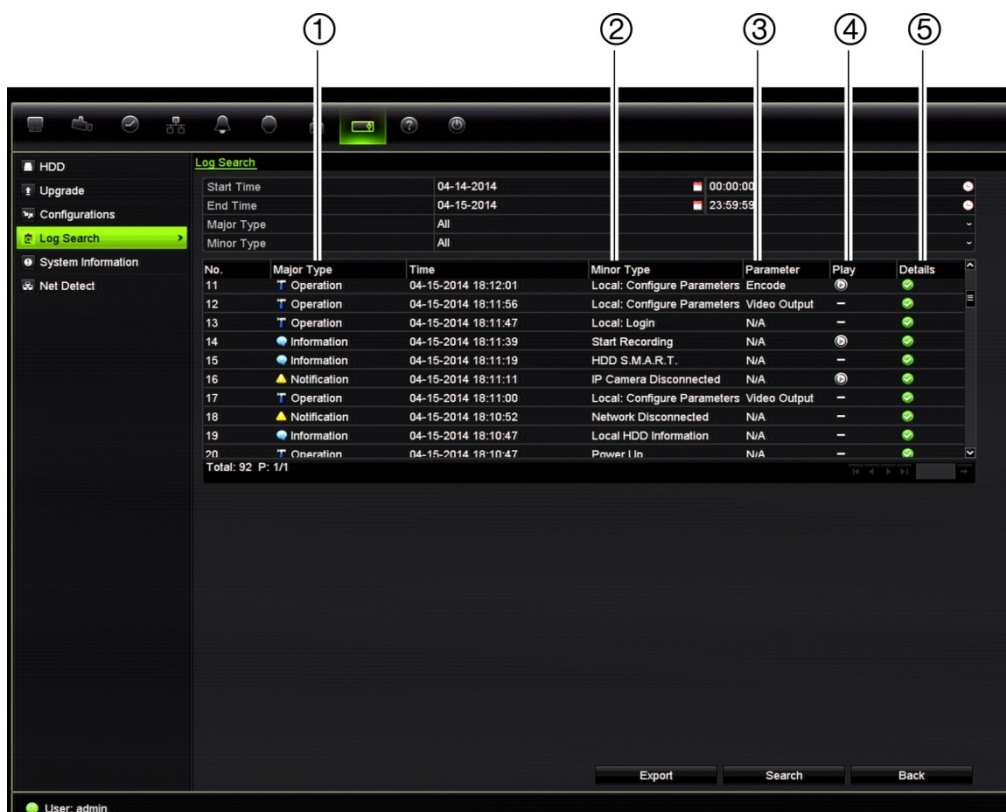 ① ② ③ ④ ⑤
HDD
Upgrade
Configurations
Log Search
System Information
Net Detect
Log Search
Start Time 04-14-2014 00:00:00
End Time 04-15-2014 23:59:59
Major Type All
Minor Type All
No. Major Type Time Minor Type Parameter Play Details
11 Operation 04-15-2014 18:12:01 Local: Configure Parameters Encode
12 Operation 04-15-2014 18:11:56 Local: Configure Parameters Video Output –
13 Operation 04-15-2014 18:11:47 Local: Login N/A –
14 Information 04-15-2014 18:11:39 Start Recording N/A
15 Information 04-15-2014 18:11:19 HDD S.M.A.R.T. N/A –
16 Notification 04-15-2014 18:11:11 IP Camera Disconnected N/A
17 Operation 04-15-2014 18:11:00 Local: Configure Parameters Video Output –
18 Notification 04-15-2014 18:10:52 Network Disconnected N/A –
19 Information 04-15-2014 18:10:47 Local HDD Information N/A –
20 Operation 04-15-2014 18:10:47 Power Up N/A –
Total: 92 P: 1/1
Export Search Back
User: admin